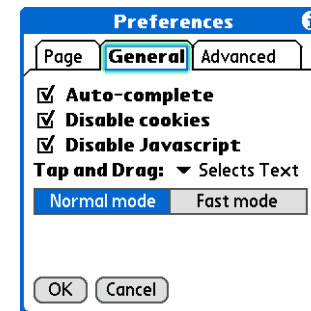 Preferences
Page General Advanced
Auto-complete
Disable cookies
Disable Javascript
Tap and Drag: Selects Text
Normal mode Fast mode
OK Cancel